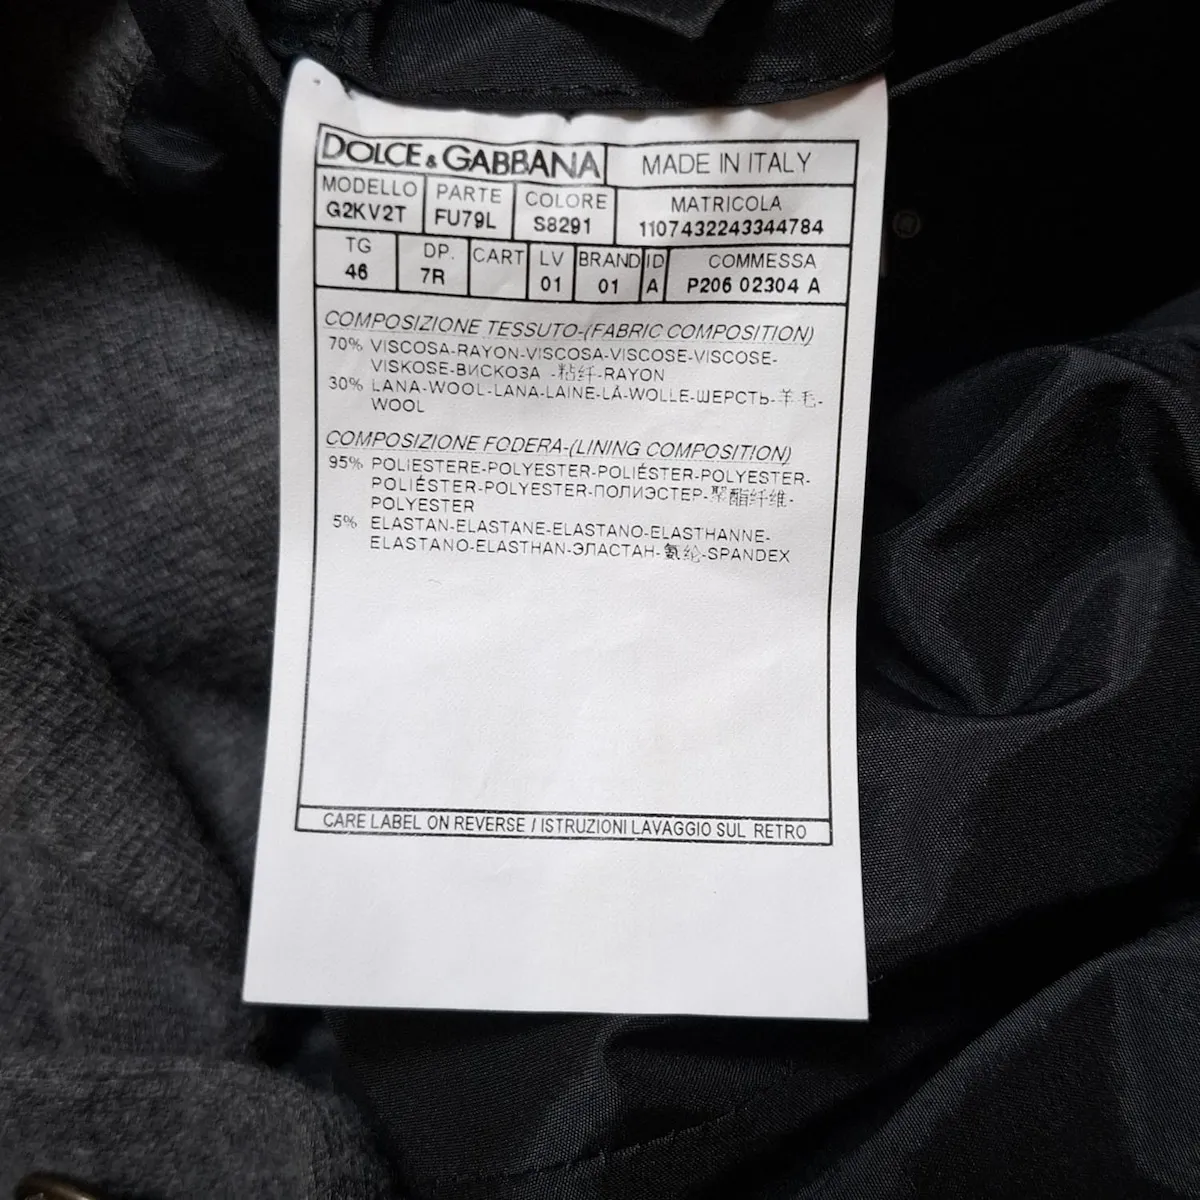 DOLCE & GABBANA MADE IN ITALY
MODELLO PARTE COLORE MATRICOLA
G2KV2T FU79L S8291 1107432243344784
TG DP. CART LV BRAND ID COMMESSA
46 7R 01 01 A P206 02304 A
COMPOSIZIONE TESSUTO-(FABRIC COMPOSITION)
70% VISCOSA-RAYON-VISCOSA-VISCOSE-VISCOSE-
VISKOSE-ВИСКОЗА -粘纤-RAYON
30% LANA-WOOL-LANA-LAINE-LÃ-WOLLE-ШЕРСТЬ-羊毛-
WOOL
COMPOSIZIONE FODERA-(LINING COMPOSITION)
95% POLIESTERE-POLYESTER-POLIÉSTER-POLYESTER-
POLIÉSTER-POLYESTER-ПОЛИЭСТЕР-聚酯纤维-
POLYESTER
5% ELASTAN-ELASTANE-ELASTANO-ELASTHANNE-
ELASTANO-ELASTHAN-ЭЛАСТАН-氨纶-SPANDEX
CARE LABEL ON REVERSE / ISTRUZIONI LAVAGGIO SUL RETRO